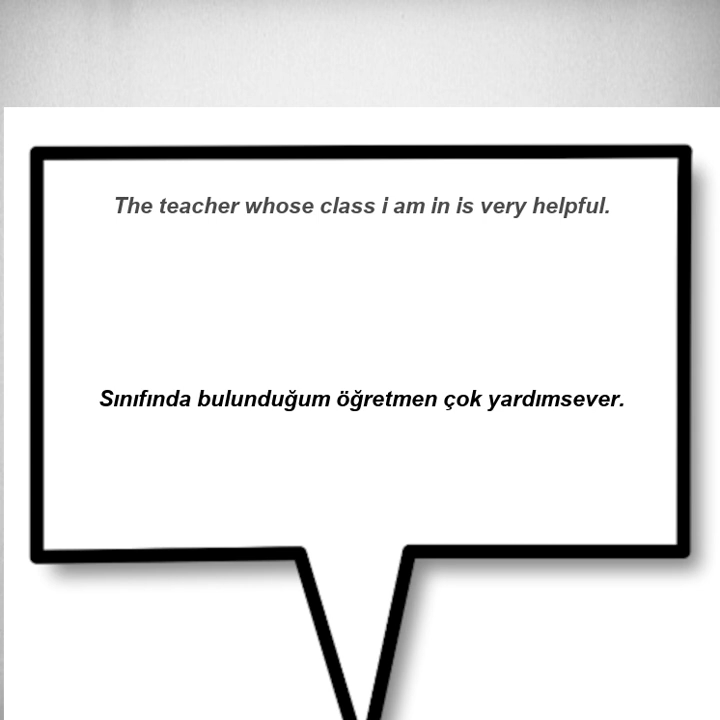 The teacher whose class i am in is very helpful.
Sınıfında bulunduğum öğretmen çok yardımsever.